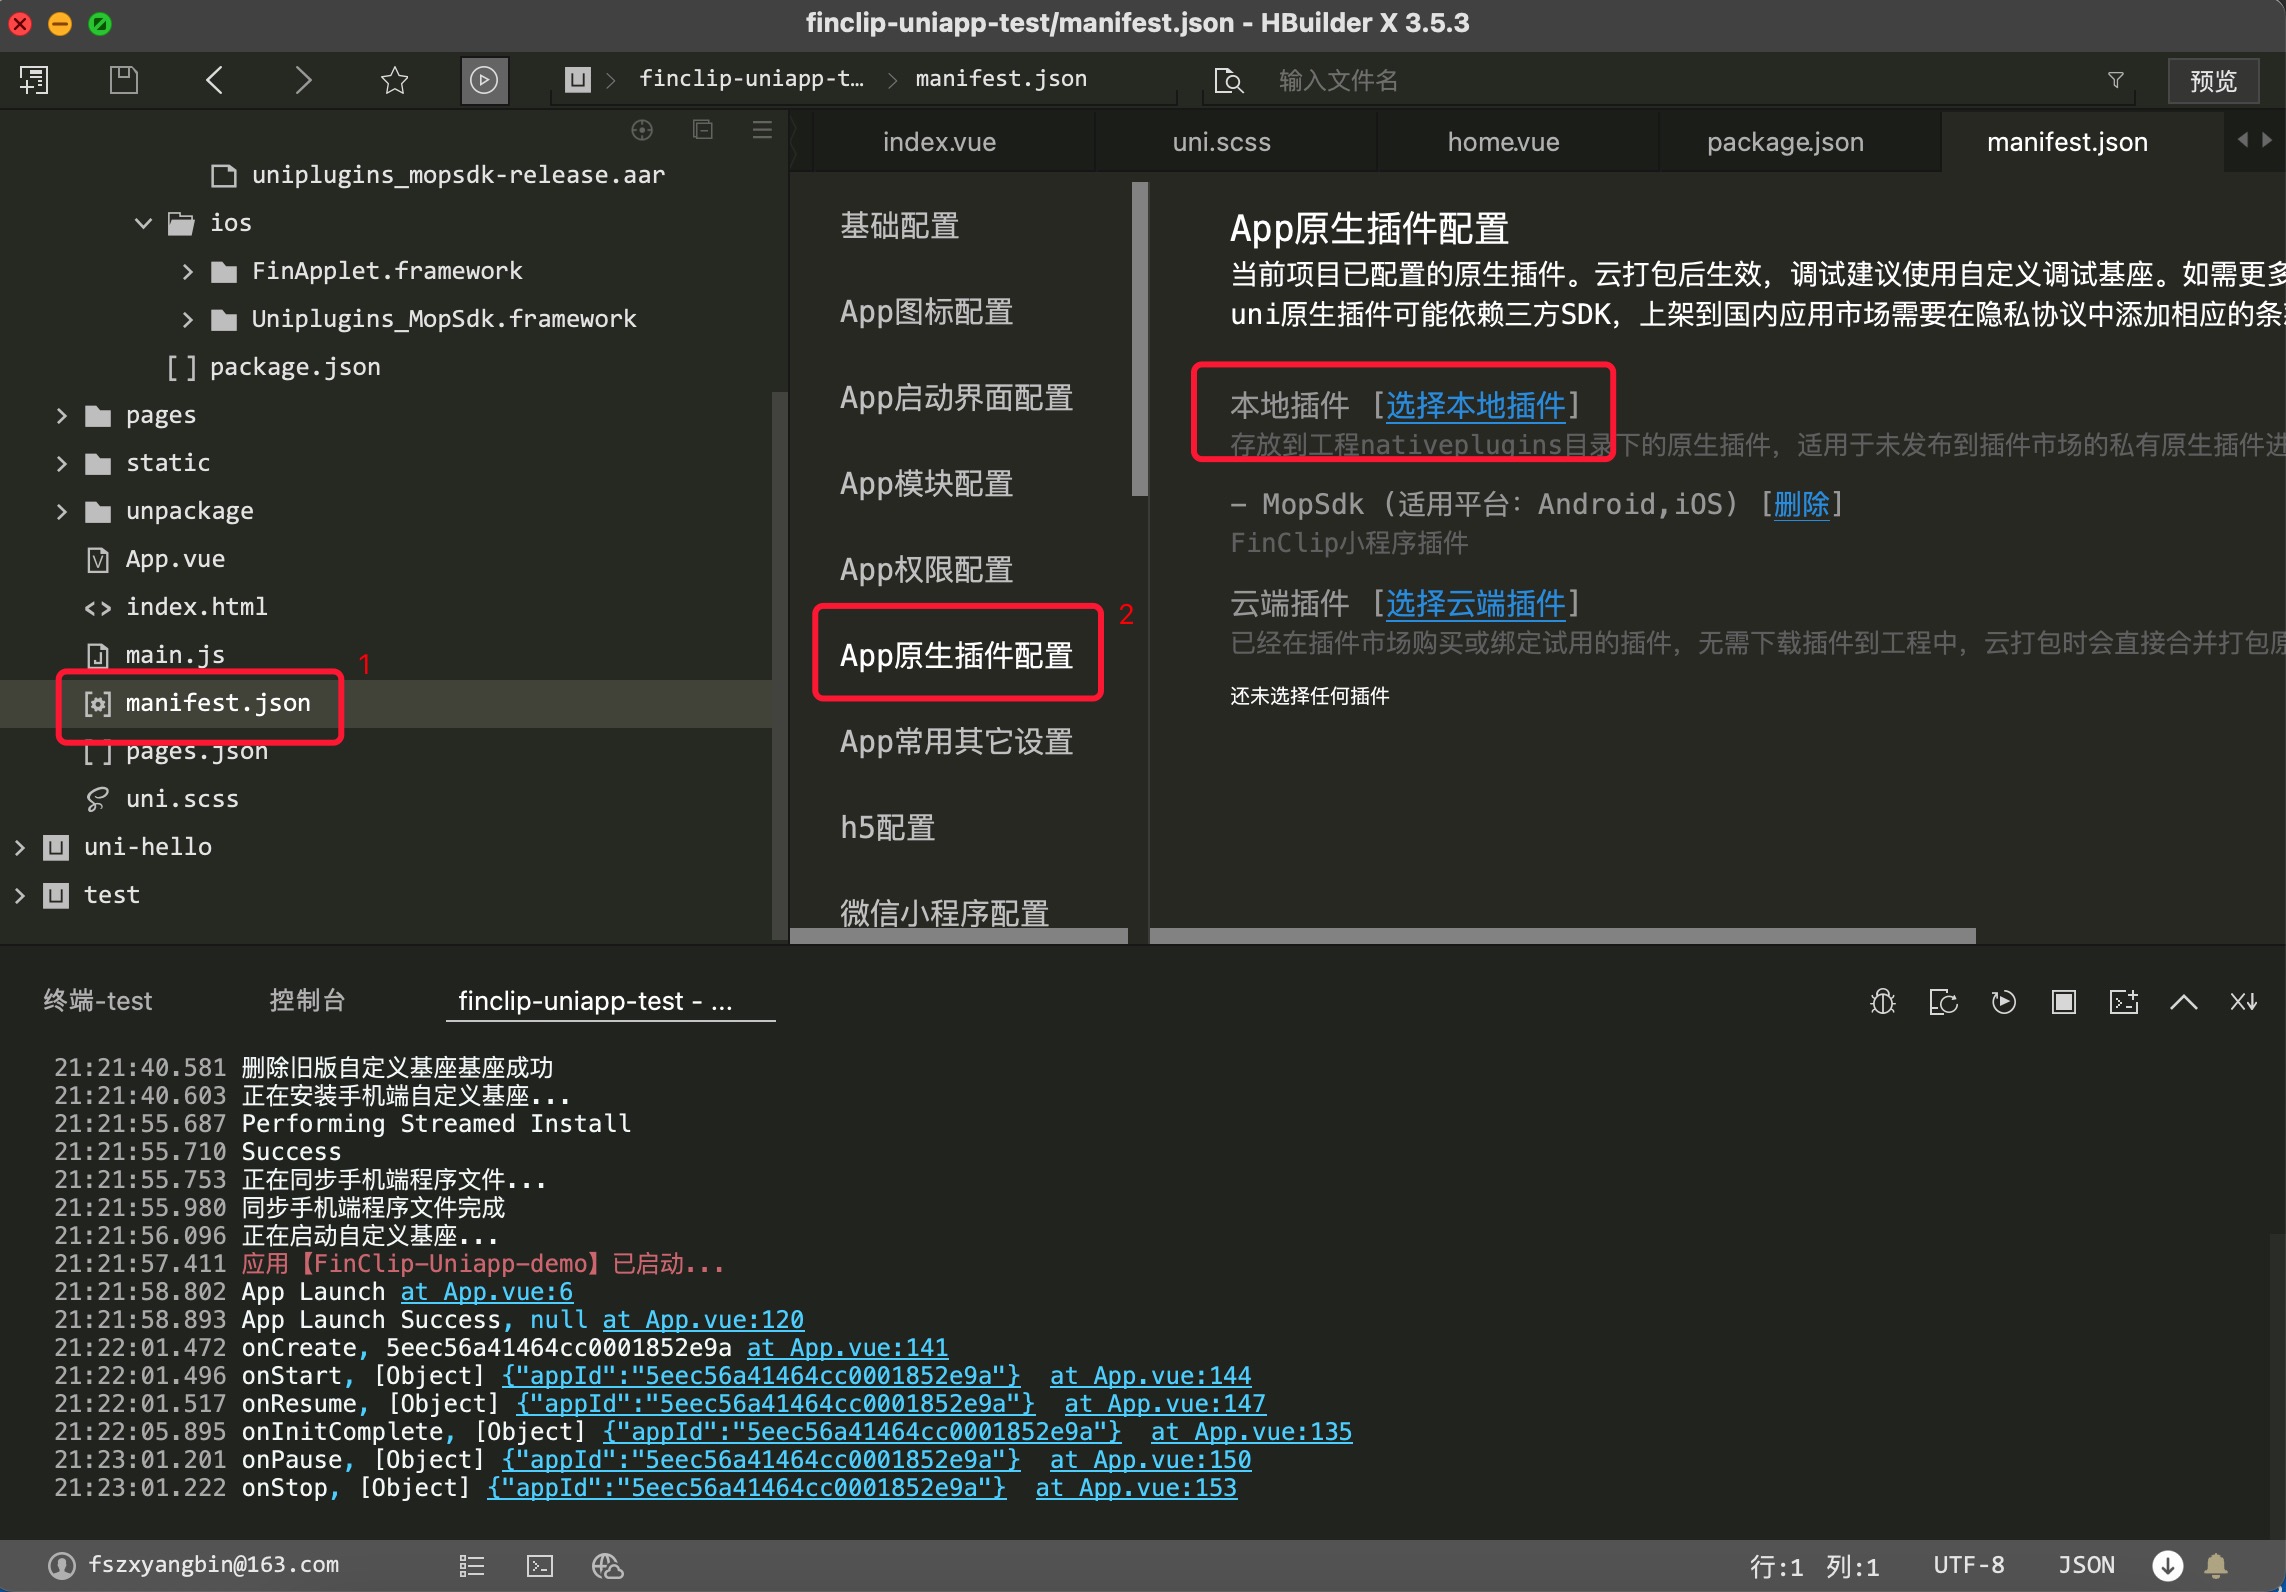 finclip-uniapp-test/manifest.json - HBuilder X 3.5.3
finclip-uniapp-t... manifest.json 输入文件名 预览
index.vue uni.scss home.vue package.json manifest.json
uniplugins_mopsdk-release.aar
ios
FinApplet.framework
Uniplugins_MopSdk.framework
package.json
pages
static
unpackage
App.vue
index.html
main.js
1
manifest.json
pages.json
uni.scss
uni-hello
test
基础配置
App图标配置
App启动界面配置
App模块配置
App权限配置
2
App原生插件配置
App常用其它设置
h5配置
微信小程序配置
App原生插件配置
当前项目已配置的原生插件。云打包后生效，调试建议使用自定义调试基座。如需更多
uni原生插件可能依赖三方SDK，上架到国内应用市场需要在隐私协议中添加相应的条
本地插件 [选择本地插件]
存放到工程nativeplugins目录下的原生插件，适用于未发布到插件市场的私有原生插件进
- MopSdk (适用平台：Android,iOS) [删除]
FinClip小程序插件
云端插件 [选择云端插件]
已经在插件市场购买或绑定试用的插件，无需下载插件到工程中，云打包时会直接合并打包原
还未选择任何插件
终端-test 控制台 finclip-uniapp-test - ...
21:21:40.581 删除旧版自定义基座基座成功
21:21:40.603 正在安装手机端自定义基座...
21:21:55.687 Performing Streamed Install
21:21:55.710 Success
21:21:55.753 正在同步手机端程序文件...
21:21:55.980 同步手机端程序文件完成
21:21:56.096 正在启动自定义基座...
21:21:57.411 应用【FinClip-Uniapp-demo】已启动...
21:21:58.802 App Launch at App.vue:6
21:21:58.893 App Launch Success, null at App.vue:120
21:22:01.472 onCreate, 5eec56a41464cc0001852e9a at App.vue:141
21:22:01.496 onStart, [Object] {"appId":"5eec56a41464cc0001852e9a"} at App.vue:144
21:22:01.517 onResume, [Object] {"appId":"5eec56a41464cc0001852e9a"} at App.vue:147
21:22:05.895 onInitComplete, [Object] {"appId":"5eec56a41464cc0001852e9a"} at App.vue:135
21:23:01.201 onPause, [Object] {"appId":"5eec56a41464cc0001852e9a"} at App.vue:150
21:23:01.222 onStop, [Object] {"appId":"5eec56a41464cc0001852e9a"} at App.vue:153
fszxyangbin@163.com 行:1 列:1 UTF-8 JSON